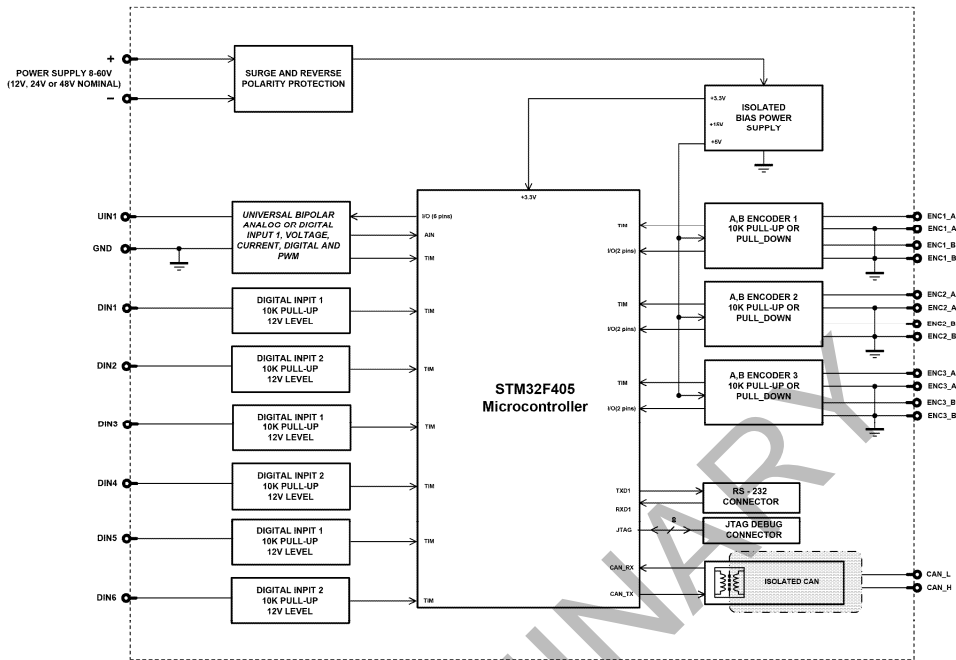 +
POWER SUPPLY 8-60V
(12V, 24V or 48V NOMINAL)
–
SURGE AND REVERSE
POLARITY PROTECTION
+3.3V
+15V
+5V
ISOLATED
BIAS POWER
SUPPLY
+3.3V
UIN1
GND
UNIVERSAL BIPOLAR
ANALOG OR DIGITAL
INPUT 1, VOLTAGE,
CURRENT, DIGITAL AND
PWM
I/O (6 pins)
AIN
TIM
DIN1
DIGITAL INPIT 1
10K PULL-UP
12V LEVEL
TIM
DIN2
DIGITAL INPIT 2
10K PULL-UP
12V LEVEL
TIM
DIN3
DIGITAL INPIT 1
10K PULL-UP
12V LEVEL
TIM
DIN4
DIGITAL INPIT 2
10K PULL-UP
12V LEVEL
TIM
DIN5
DIGITAL INPIT 1
10K PULL-UP
12V LEVEL
TIM
DIN6
DIGITAL INPIT 2
10K PULL-UP
12V LEVEL
TIM
STM32F405
Microcontroller
TIM
I/O(2 pins)
A,B ENCODER 1
10K PULL-UP OR
PULL_DOWN
ENC1_A
ENC1_A
ENC1_B
ENC1_B
TIM
I/O(2 pins)
A,B ENCODER 2
10K PULL-UP OR
PULL_DOWN
ENC2_A
ENC2_A
ENC2_B
ENC2_B
TIM
I/O(2 pins)
A,B ENCODER 3
10K PULL-UP OR
PULL_DOWN
ENC3_A
ENC3_A
ENC3_B
ENC3_B
TXD1
RXD1
RS - 232
CONNECTOR
JTAG
8
JTAG DEBUG
CONNECTOR
CAN_RX
CAN_TX
ISOLATED CAN
CAN_L
CAN_H